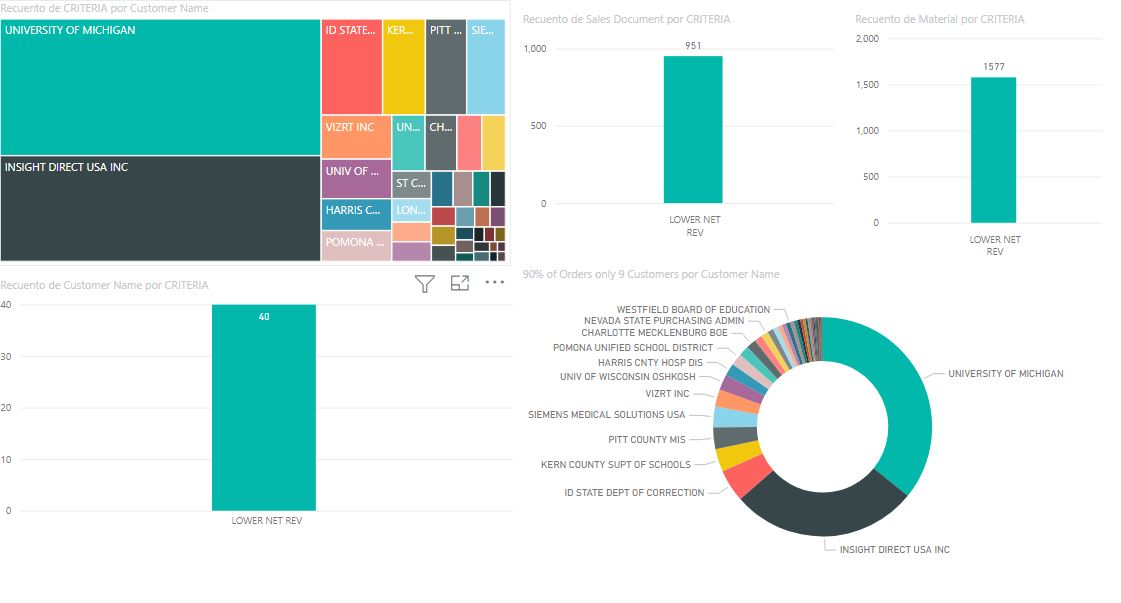 Recuento de CRITERIA por Customer Name
UNIVERSITY OF MICHIGAN
ID STATE...
KER...
PITT ...
SIE...
VIZRT INC
UN...
CH...
INSIGHT DIRECT USA INC
UNIV OF ...
ST C...
HARRIS C...
LON...
POMONA ...
Recuento de Sales Document por CRITERIA
1,000
951
500
0
LOWER NET
REV
Recuento de Material por CRITERIA
2,000
1577
1,500
1,000
500
0
LOWER NET
REV
Recuento de Customer Name por CRITERIA
40
40
30
20
10
0
LOWER NET REV
90% of Orders only 9 Customers por Customer Name
WESTFIELD BOARD OF EDUCATION
NEVADA STATE PURCHASING ADMIN
CHARLOTTE MECKLENBURG BOE
POMONA UNIFIED SCHOOL DISTRICT
HARRIS CNTY HOSP DIS
UNIV OF WISCONSIN OSHKOSH
VIZRT INC
SIEMENS MEDICAL SOLUTIONS USA
PITT COUNTY MIS
KERN COUNTY SUPT OF SCHOOLS
ID STATE DEPT OF CORRECTION
UNIVERSITY OF MICHIGAN
INSIGHT DIRECT USA INC